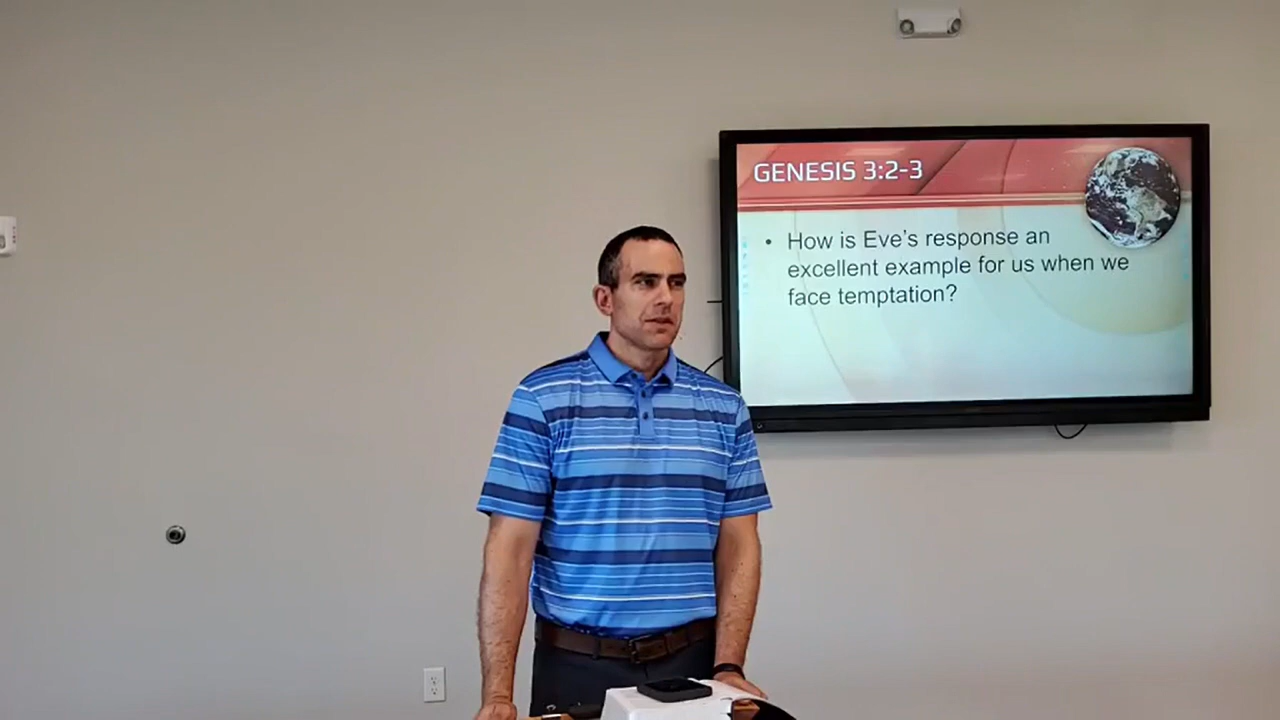 GENESIS 3:2-3
• How is Eve's response an
excellent example for us when we
face temptation?